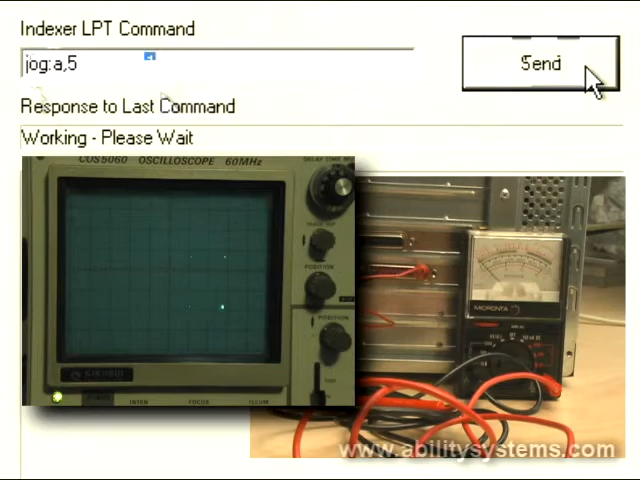 Indexer LPT Command
jog:a,5
Send
Response to Last Command
Working - Please Wait
COS5060 OSCILLOSCOPE 60MHz
POSITION
POSITION
KIKUSUI
POWER INTEN FOCUS ILLUM
MICRONTA
www.abilitysystems.com